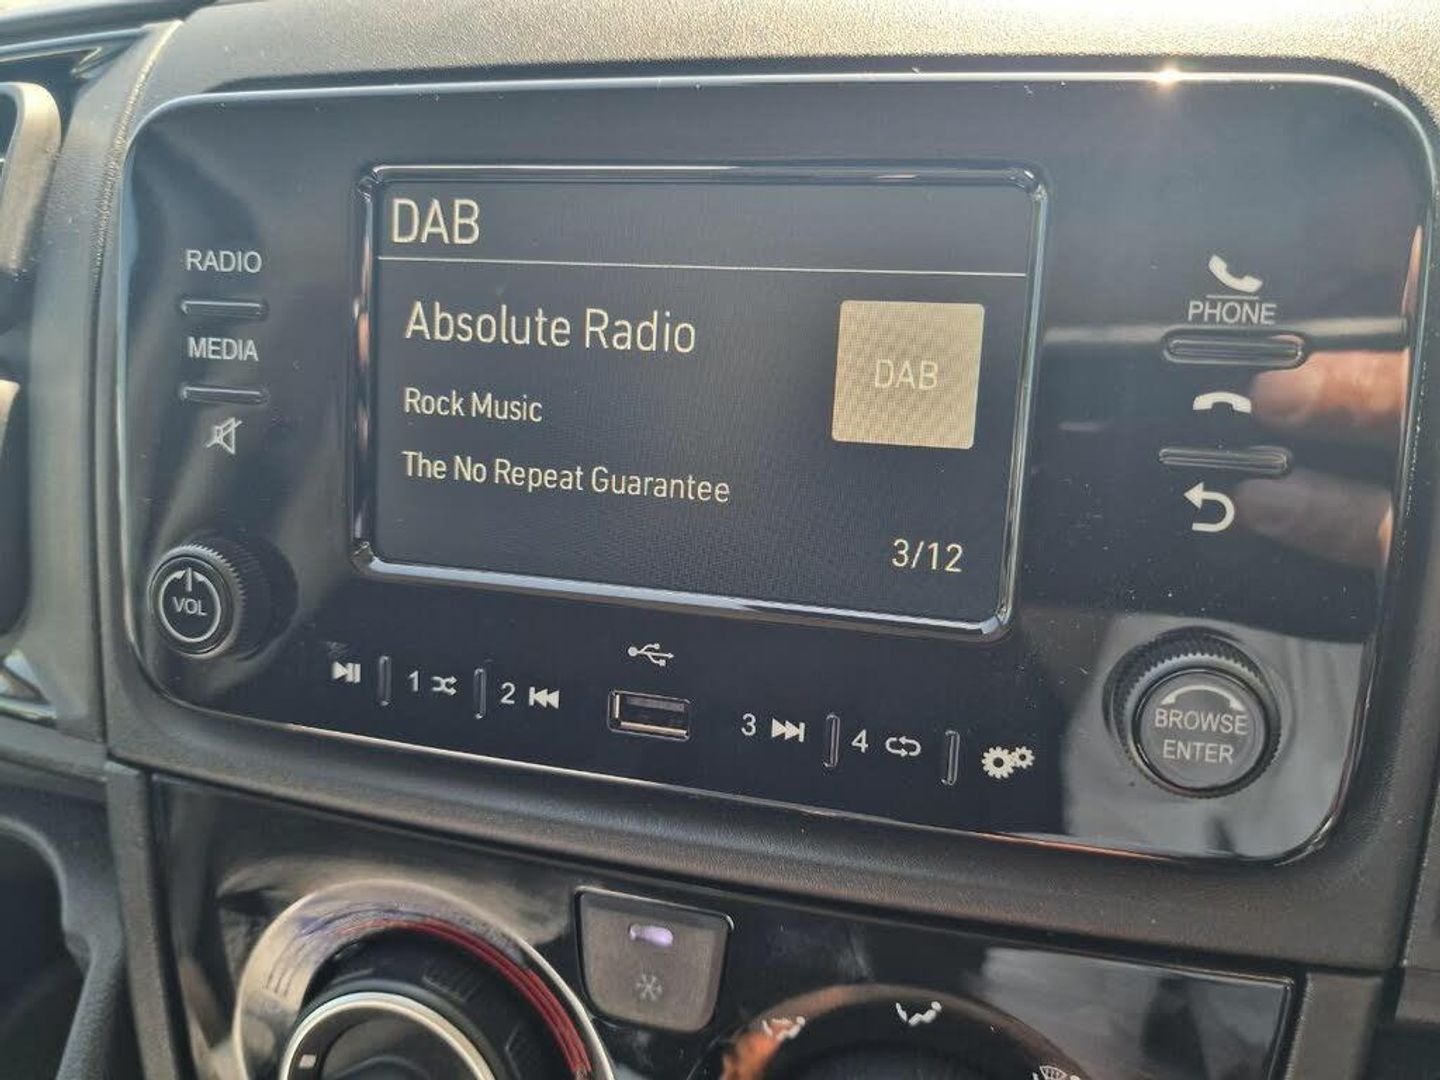 DAB
RADIO
Absolute Radio
DAB
PHONE
MEDIA
Rock Music
The No Repeat Guarantee
3/12
VOL
1
2
3
4
BROWSE
ENTER